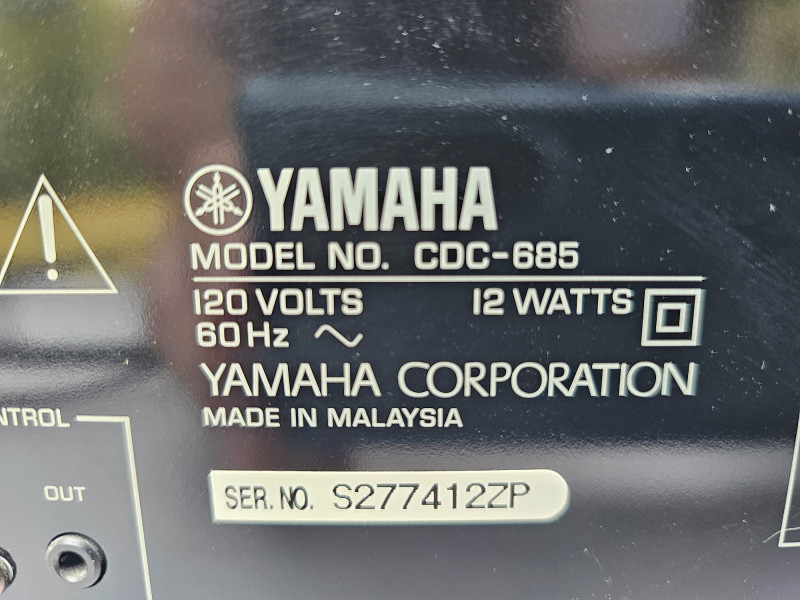 YAMAHA
MODEL NO. CDC-685
120 VOLTS 12 WATTS
60 Hz
YAMAHA CORPORATION
MADE IN MALAYSIA
NTROL
OUT
SER. NO. S277412ZP